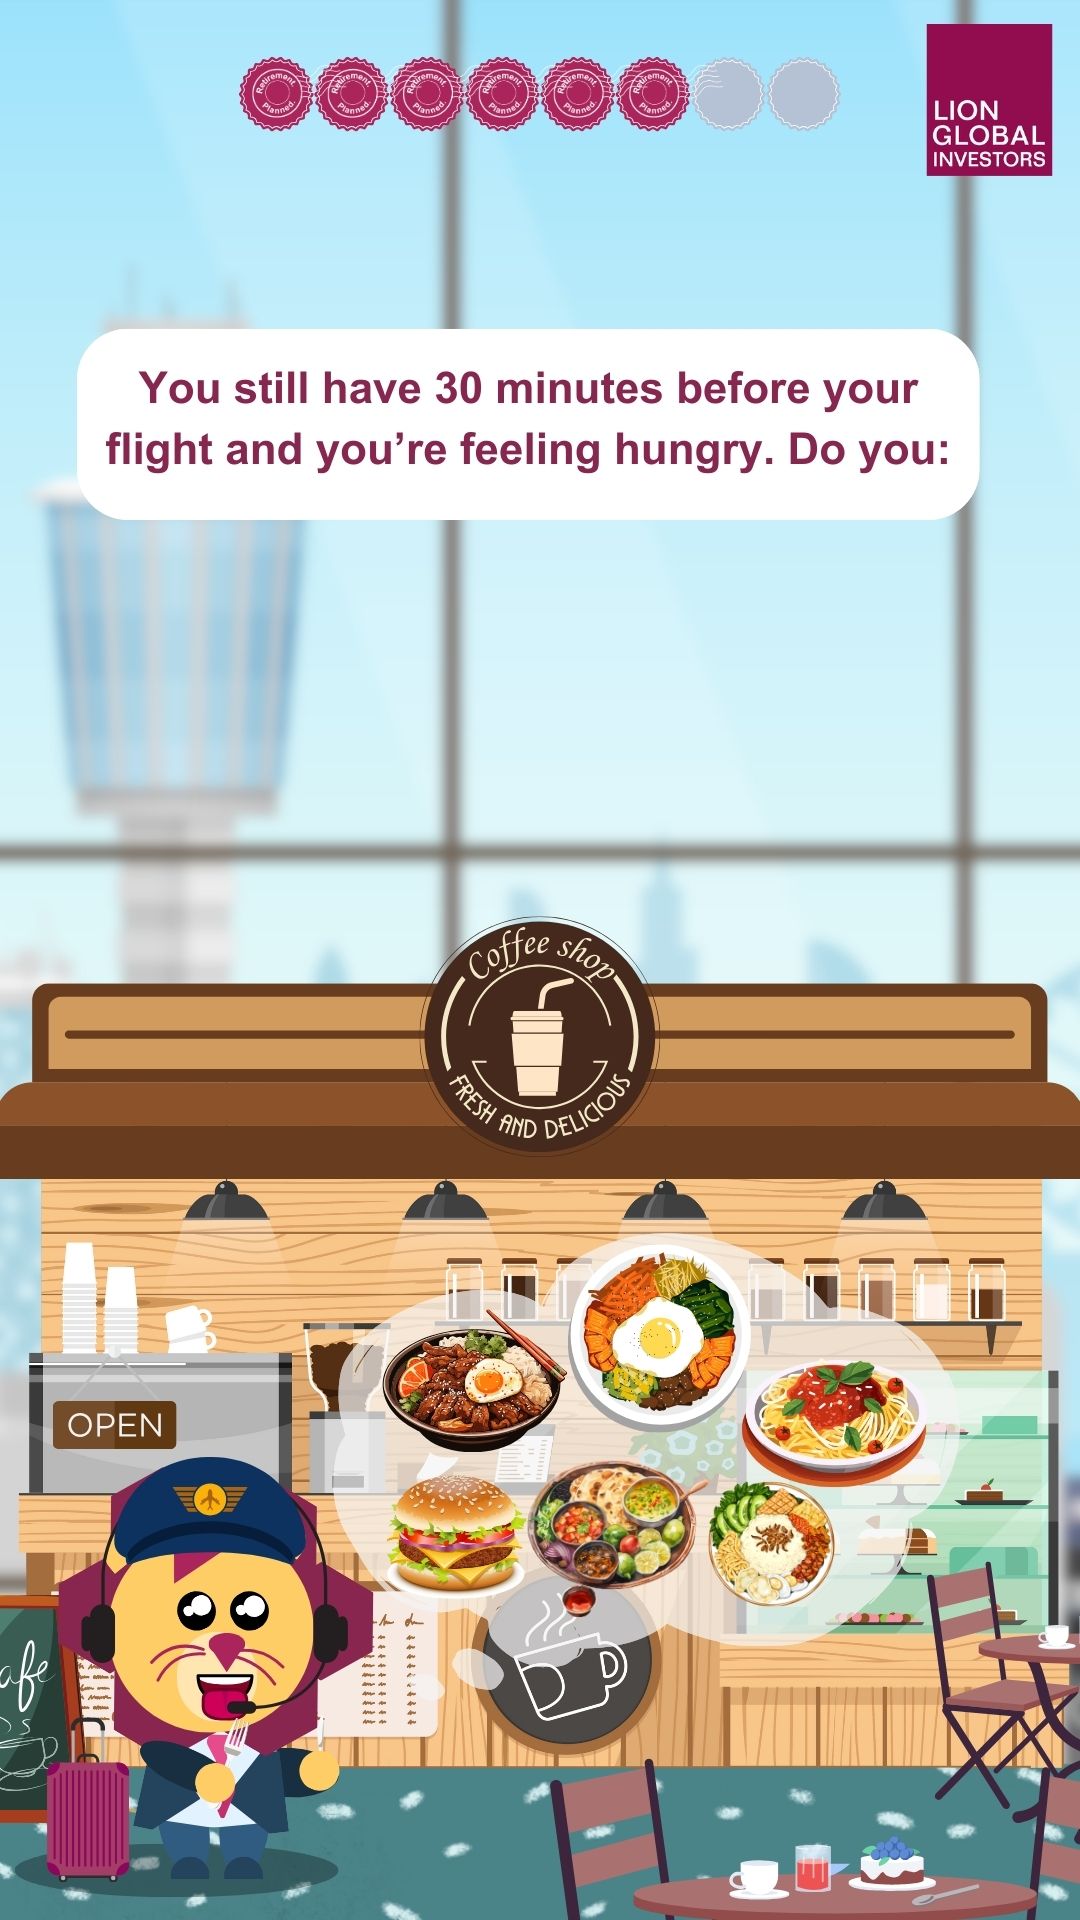 Retirement Planned.
Retirement Planned.
Retirement Planned.
Retirement Planned.
Retirement Planned.
Retirement Planned.
LION
GLOBAL
INVESTORS
You still have 30 minutes before your
flight and you’re feeling hungry. Do you:
Coffee shop
FRESH AND DELICIOUS
OPEN
afe